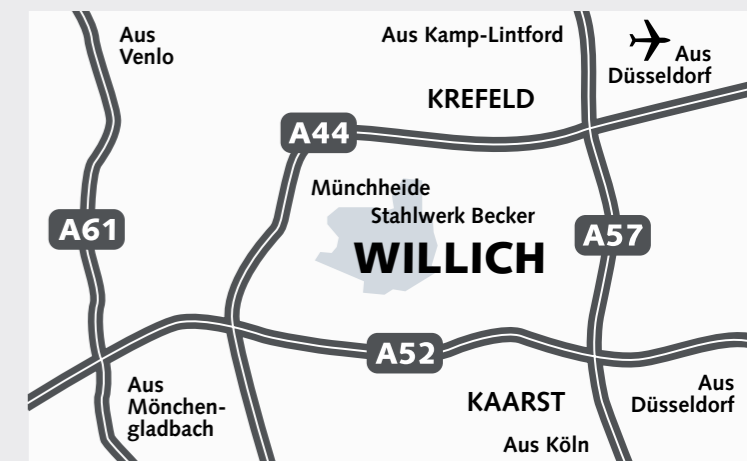 Aus
Venlo
Aus Kamp-Lintford
Aus
Düsseldorf
KREFELD
A44
Münchheide
Stahlwerk Becker
A61
A57
WILLICH
A52
Aus
Mönchen-
gladbach
KAARST
Aus
Düsseldorf
Aus Köln